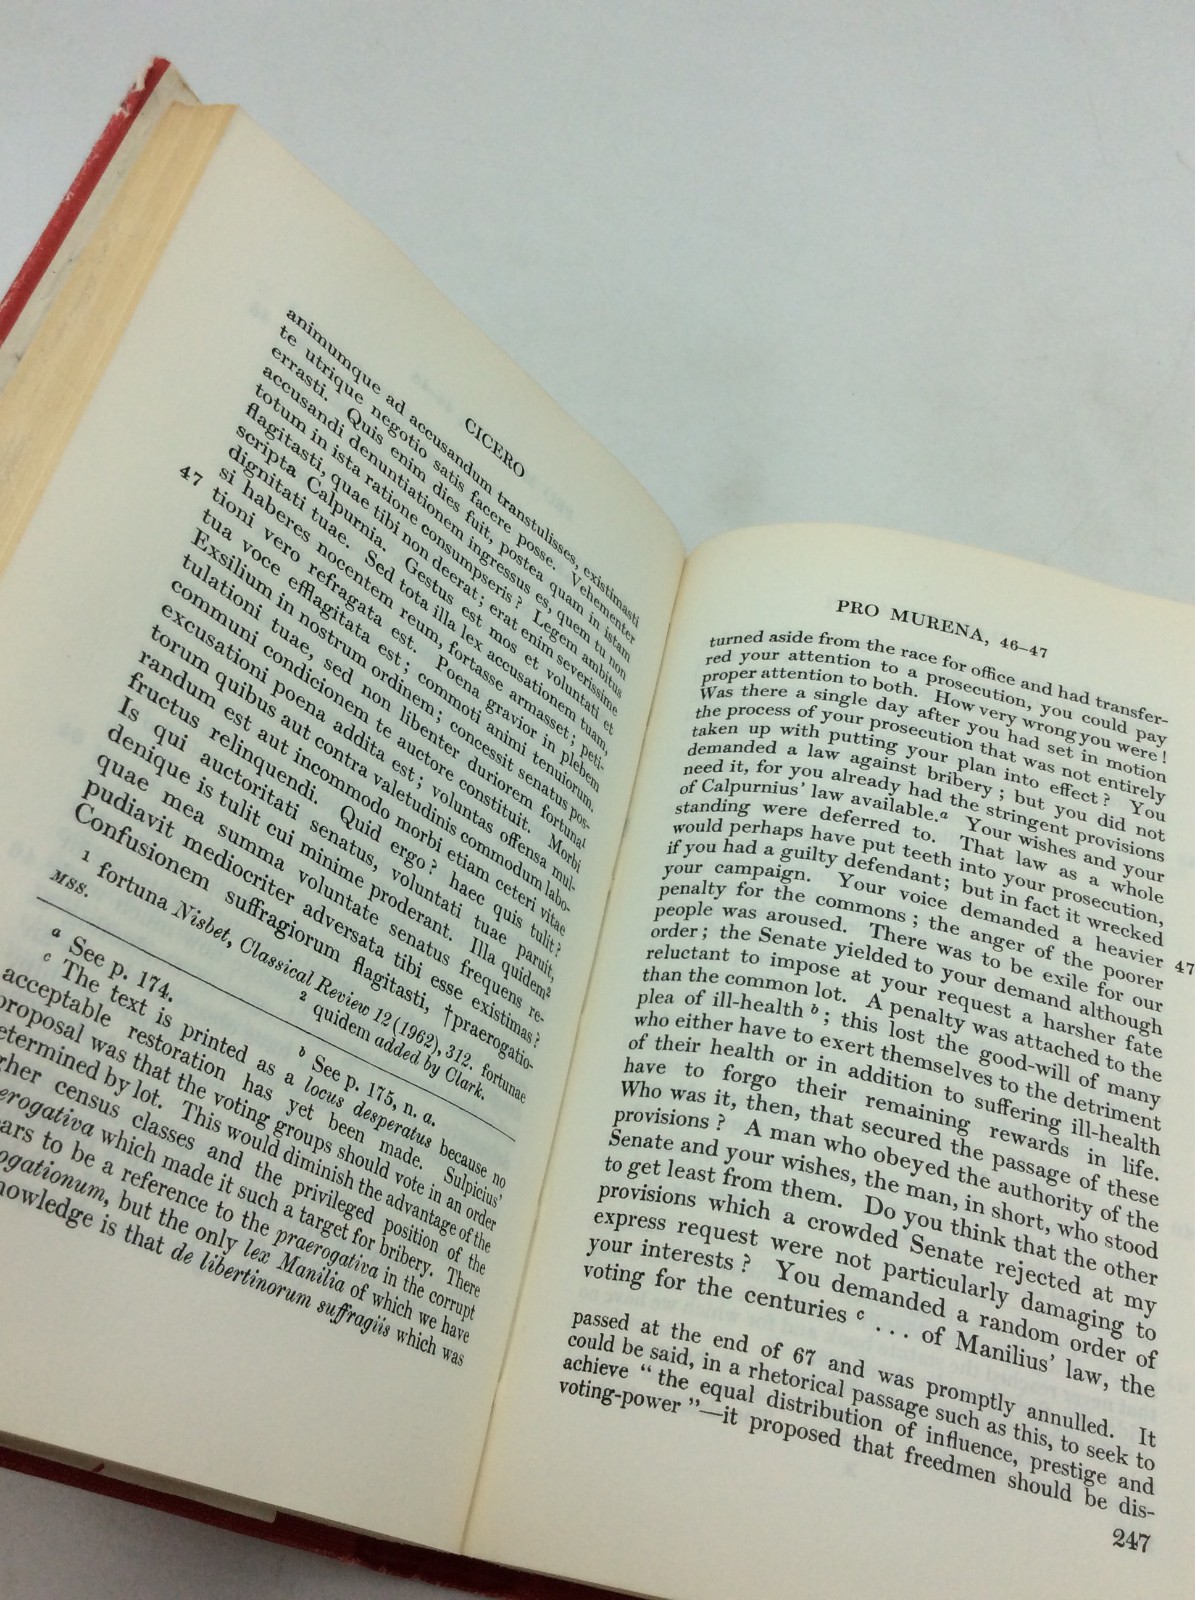 CICERO
animumque ad accusandum transtulisses, existimasti
te utrique negotio satis facere posse. Vehementer
errasti. Quis enim dies fuit, postea quam in istam
accusandi denuntiationem ingressus es, quem tu non
totum in ista ratione consumpseris? Legem ambitus
flagitasti, quae tibi non deerat; erat enim severissime
scripta Calpurnia. Gestus est mos et voluntati et
dignitati tuae. Sed tota illa lex accusationem tuam,
si haberes nocentem reum, fortasse armasset; peti-
47 tioni vero refragata est. Poena gravior in plebem
tua voce efflagitata est; commoti animi tenuiorum.
Exsilium in nostrum ordinem; concessit senatus pos-
tulationi tuae, sed non libenter duriorem fortuna¹
communi condicionem te auctore constituit. Morbi
excusationi poena addita est; voluntas offensa mul-
torum quibus aut contra valetudinis commodum labo-
randum est aut incommodo morbi etiam ceteri vitae
fructus relinquendi. Quid ergo? haec quis tulit?
Is qui auctoritati senatus, voluntati tuae paruit,
denique is tulit cui minime proderant. Illa quidem²
quae mea summa voluntate senatus frequens re-
pudiavit mediocriter adversata tibi esse existimas?
Confusionem suffragiorum flagitasti, †praerogatio-
¹ fortuna Nisbet, Classical Review 12 (1962), 312. fortunae
MSS. ² quidem added by Clark.
a See p. 174. b See p. 175, n. a.
c The text is printed as a locus desperatus because no
acceptable restoration has yet been made. Sulpicius'
proposal was that the voting groups should vote in an order
determined by lot. This would diminish the advantage of the
higher census classes and the privileged position of the
praerogativa which made it such a target for bribery. There
appears to be a reference to the praerogativa in the corrupt
praerogationum, but the only lex Manilia of which we have
knowledge is that de libertinorum suffragiis which was
PRO MURENA, 46–47
turned aside from the race for office and had transfer-
red your attention to a prosecution, you could pay
proper attention to both. How very wrong you were!
Was there a single day after you had set in motion
the process of your prosecution that was not entirely
taken up with putting your plan into effect? You
demanded a law against bribery; but you did not
need it, for you already had the stringent provisions
of Calpurnius' law available.a Your wishes and your
standing were deferred to. That law as a whole
would perhaps have put teeth into your prosecution,
if you had a guilty defendant; but in fact it wrecked
your campaign. Your voice demanded a heavier 47
penalty for the commons; the anger of the poorer
people was aroused. There was to be exile for our
order; the Senate yielded to your demand although
reluctant to impose at your request a harsher fate
than the common lot. A penalty was attached to the
plea of ill-health b; this lost the good-will of many
who either have to exert themselves to the detriment
of their health or in addition to suffering ill-health
have to forgo their remaining rewards in life.
Who was it, then, that secured the passage of these
provisions? A man who obeyed the authority of the
Senate and your wishes, the man, in short, who stood
to get least from them. Do you think that the other
provisions which a crowded Senate rejected at my
express request were not particularly damaging to
your interests? You demanded a random order of
voting for the centuries c . . . of Manilius' law, the
passed at the end of 67 and was promptly annulled. It
could be said, in a rhetorical passage such as this, to seek to
achieve "the equal distribution of influence, prestige and
voting-power"—it proposed that freedmen should be dis-
247